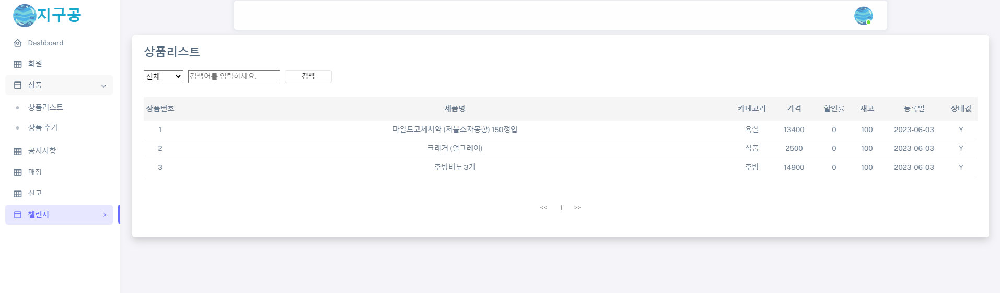 지구공
Dashboard
회원
상품
상품리스트
상품 추가
공지사항
매장
신고
챌린지
상품리스트
전체 검색어를 입력하세요. 검색
상품번호 제품명 카테고리 가격 할인률 재고 등록일 상태값
1 마일드고체치약 (저불소자몽향) 150정입 욕실 13400 0 100 2023-06-03 Y
2 크래커 (얼그레이) 식품 2500 0 100 2023-06-03 Y
3 주방비누 3개 주방 14900 0 100 2023-06-03 Y
<< 1 >>